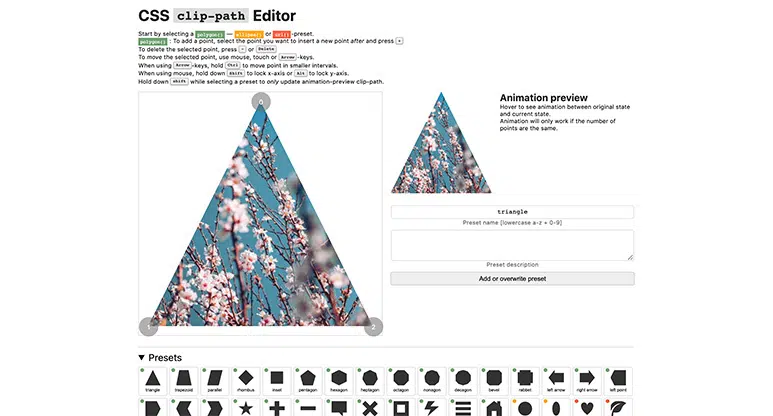 CSS clip-path Editor
Start by selecting a polygon() — ellipse() or url()-preset.
polygon() : To add a point, select the point you want to insert a new point after and press +
To delete the selected point, press - or Delete
To move the selected point, use mouse, touch or Arrow-keys.
When using Arrow-keys, hold Ctrl to move point in smaller intervals.
When using mouse, hold down Shift to lock x-axis or Alt to lock y-axis.
Hold down Shift while selecting a preset to only update animation-preview clip-path.
0
1
2
Animation preview
Hover to see animation between original state
and current state.
Animation will only work if the number of
points are the same.
triangle
Preset name [lowercase a-z + 0-9]
Preset description
Add or overwrite preset
▼ Presets
triangle trapezoid parallel rhombus inset pentagon hexagon heptagon octagon nonagon decagon bevel rabbet left arrow right arrow left point